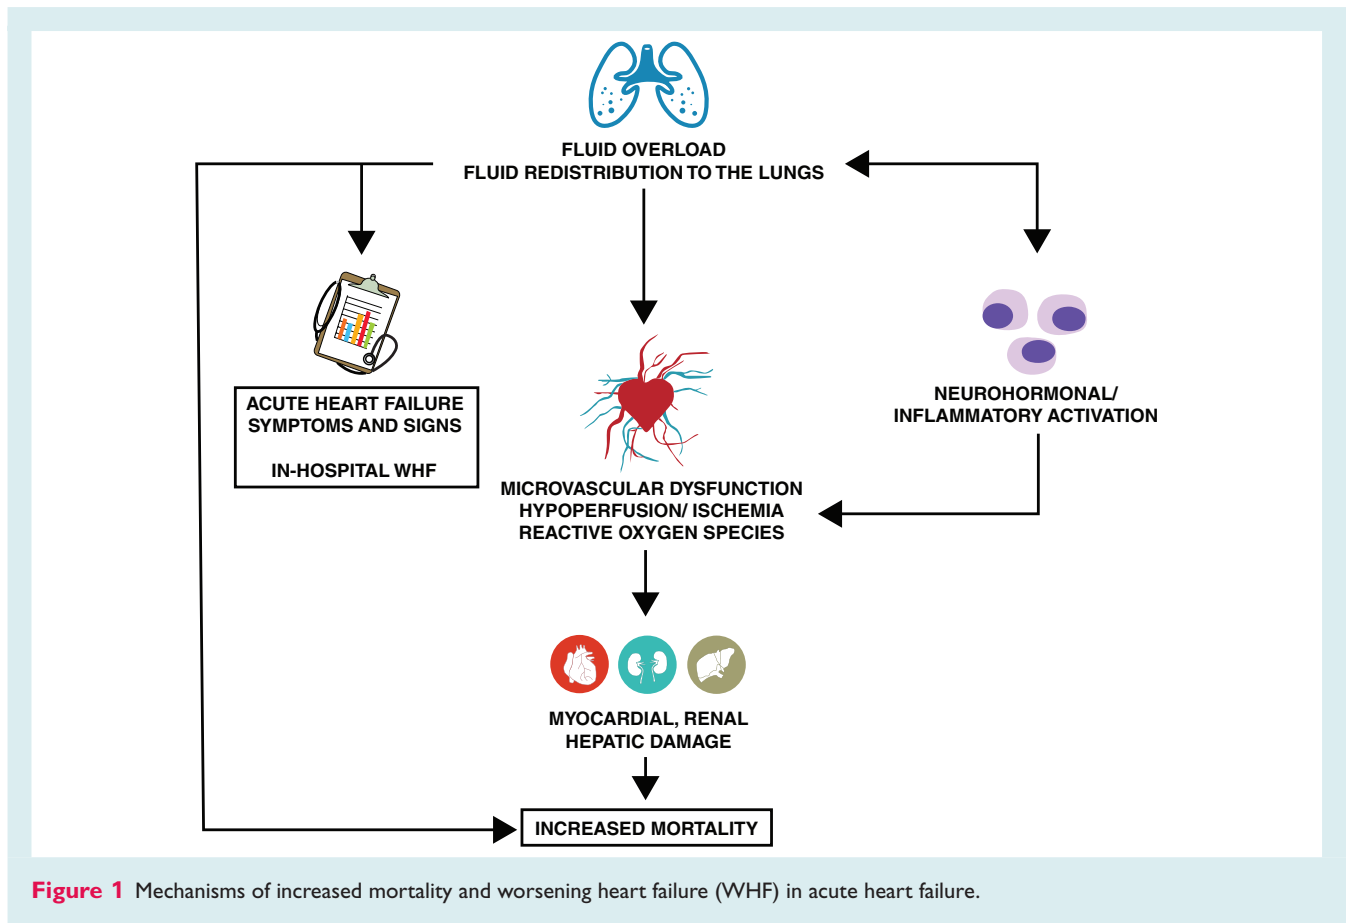 FLUID OVERLOAD
FLUID REDISTRIBUTION TO THE LUNGS
ACUTE HEART FAILURE
SYMPTOMS AND SIGNS
IN-HOSPITAL WHF
NEUROHORMONAL/
INFLAMMATORY ACTIVATION
MICROVASCULAR DYSFUNCTION
HYPOPERFUSION/ ISCHEMIA
REACTIVE OXYGEN SPECIES
MYOCARDIAL, RENAL
HEPATIC DAMAGE
INCREASED MORTALITY
Figure 1 Mechanisms of increased mortality and worsening heart failure (WHF) in acute heart failure.